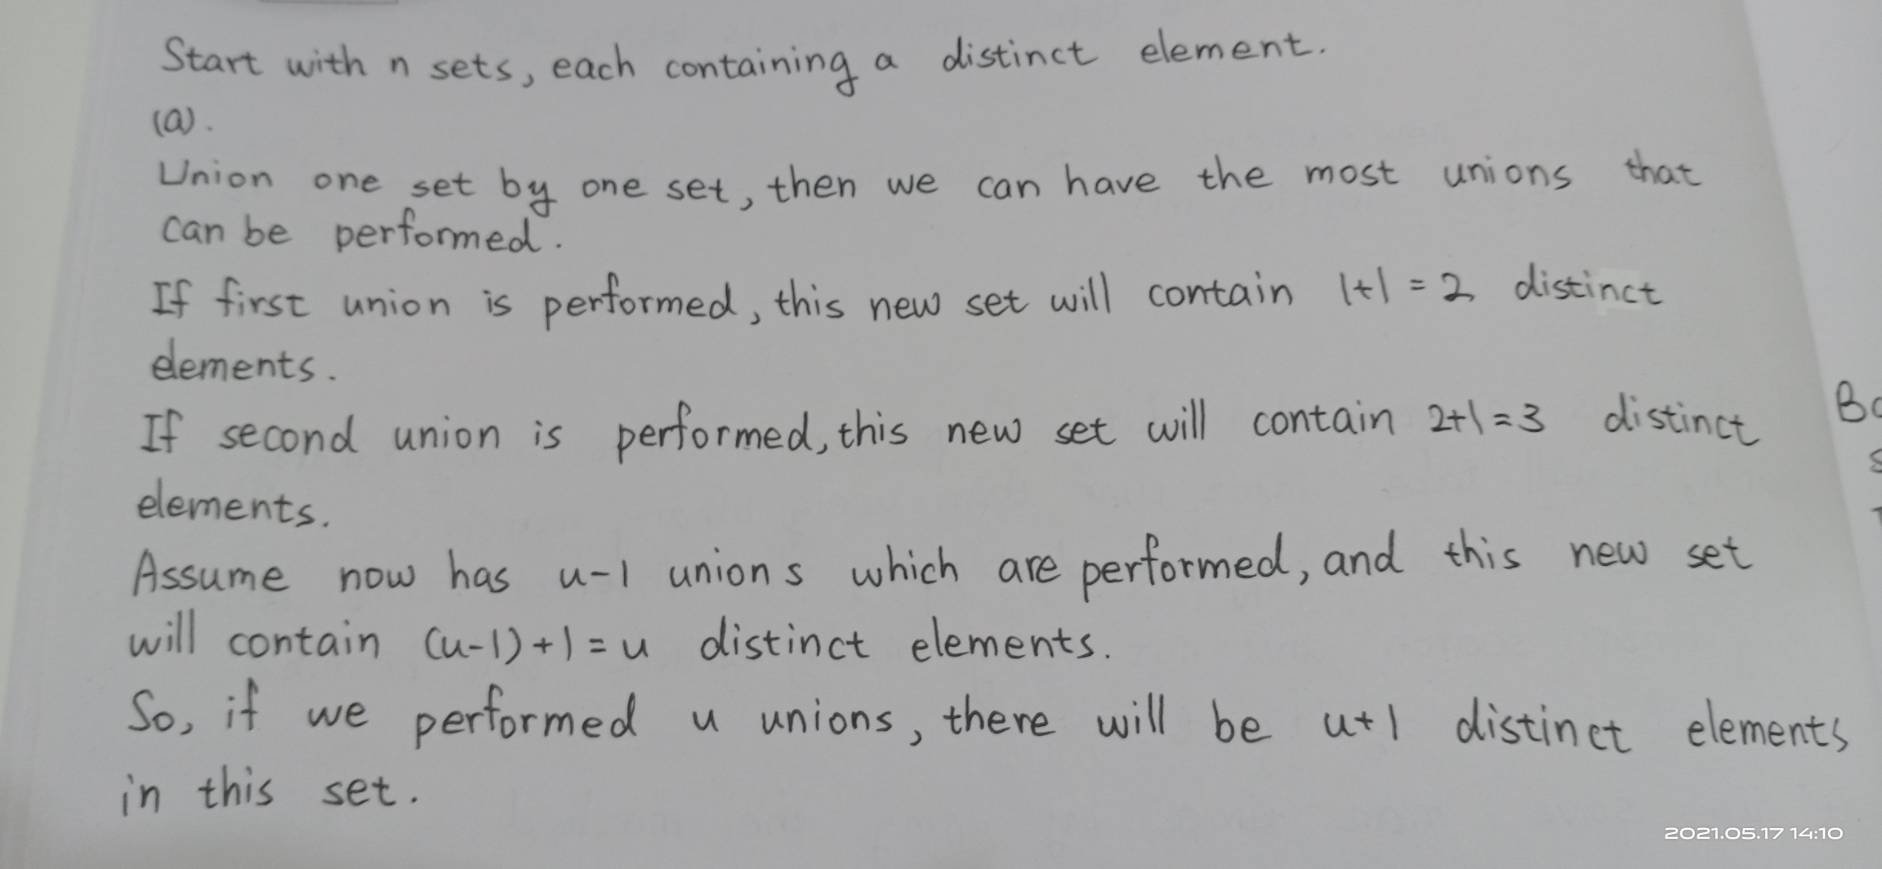 Start with n sets, each containing a distinct element.
(a).
Union one set by one set, then we can have the most unions that
can be performed.
If first union is performed, this new set will contain 1+1=2 distinct
elements.
If second union is performed, this new set will contain 2+1=3 distinct
elements.
Assume now has u-1 unions which are performed, and this new set
will contain (u-1)+1=u distinct elements.
So, if we performed u unions, there will be u+1 distinct elements
in this set.
2021.05.17 14:10